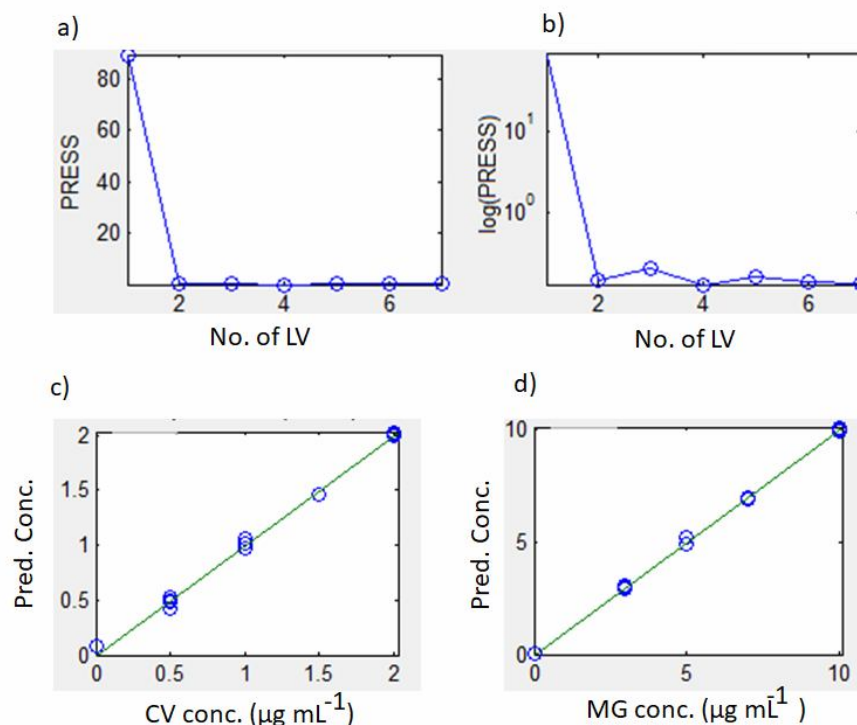 a)
80
60
40
20
PRESS
2
4
6
No. of LV
b)
10^1
10^0
log(PRESS)
2
4
6
No. of LV
c)
2
1.5
1
0.5
0
Pred. Conc.
0
0.5
1
1.5
2
CV conc. (µg mL^-1)
d)
10
5
0
Pred. Conc.
0
5
10
MG conc. (µg mL^-1)